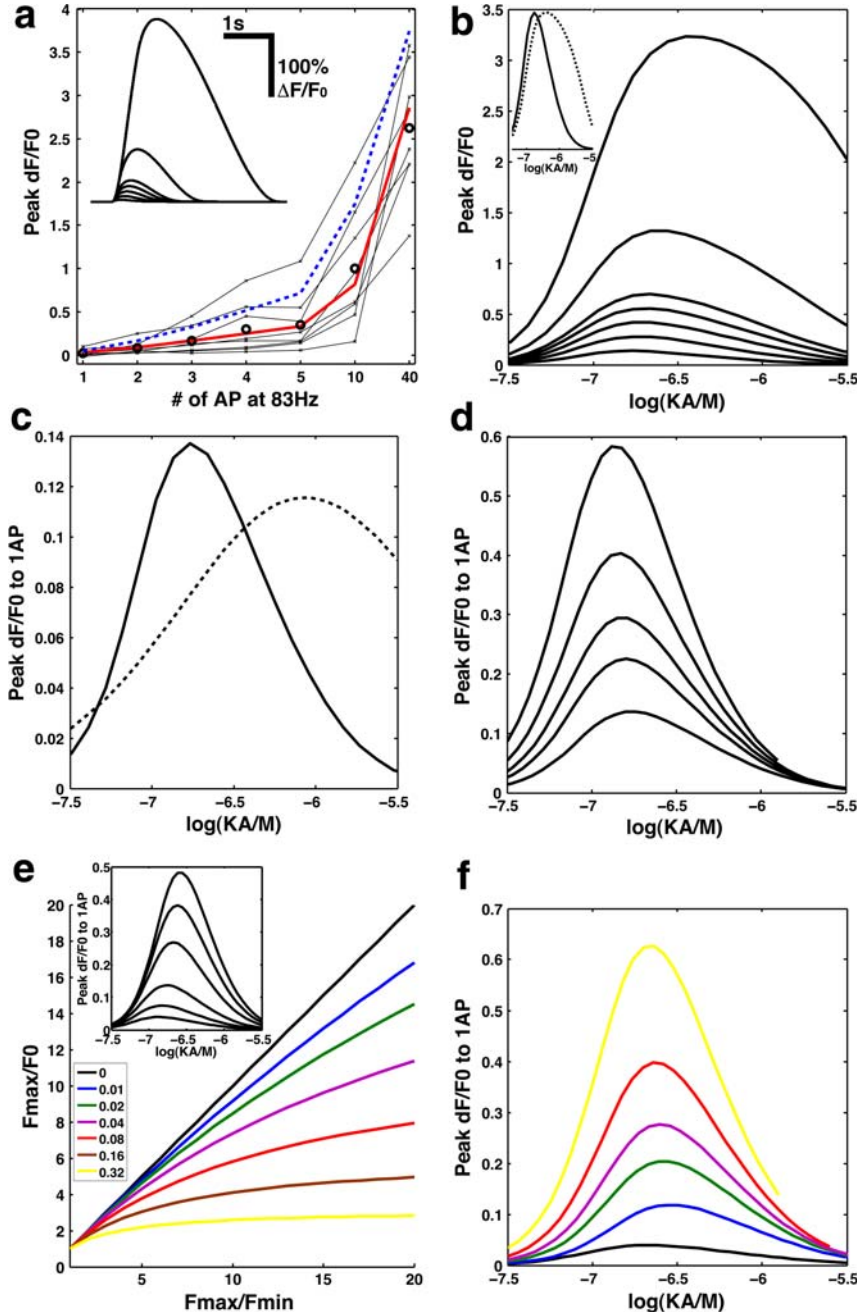 a
4
3.5
3
2.5
2
1.5
1
0.5
0
Peak dF/F0
1s
100%
ΔF/F0
1 2 3 4 5 10 40
# of AP at 83Hz
b
3.5
3
2.5
2
1.5
1
0.5
0
Peak dF/F0
-7 -6 -5
log(KA/M)
-7.5 -7 -6.5 -6 -5.5
log(KA/M)
c
0.14
0.12
0.1
0.08
0.06
0.04
0.02
0
Peak dF/F0 to 1AP
-7.5 -7 -6.5 -6 -5.5
log(KA/M)
d
0.6
0.5
0.4
0.3
0.2
0.1
0
Peak dF/F0 to 1AP
-7.5 -7 -6.5 -6 -5.5
log(KA/M)
e
20
18
16
14
12
10
8
6
4
2
0
Fmax/F0
0.5
0.4
0.3
0.2
0.1
0
Peak dF/F0 to 1AP
-7.5 -7 -6.5 -6 -5.5
log(KA/M)
0
0.01
0.02
0.04
0.08
0.16
0.32
5 10 15 20
Fmax/Fmin
f
0.7
0.6
0.5
0.4
0.3
0.2
0.1
0
Peak dF/F0 to 1AP
-7.5 -7 -6.5 -6 -5.5
log(KA/M)